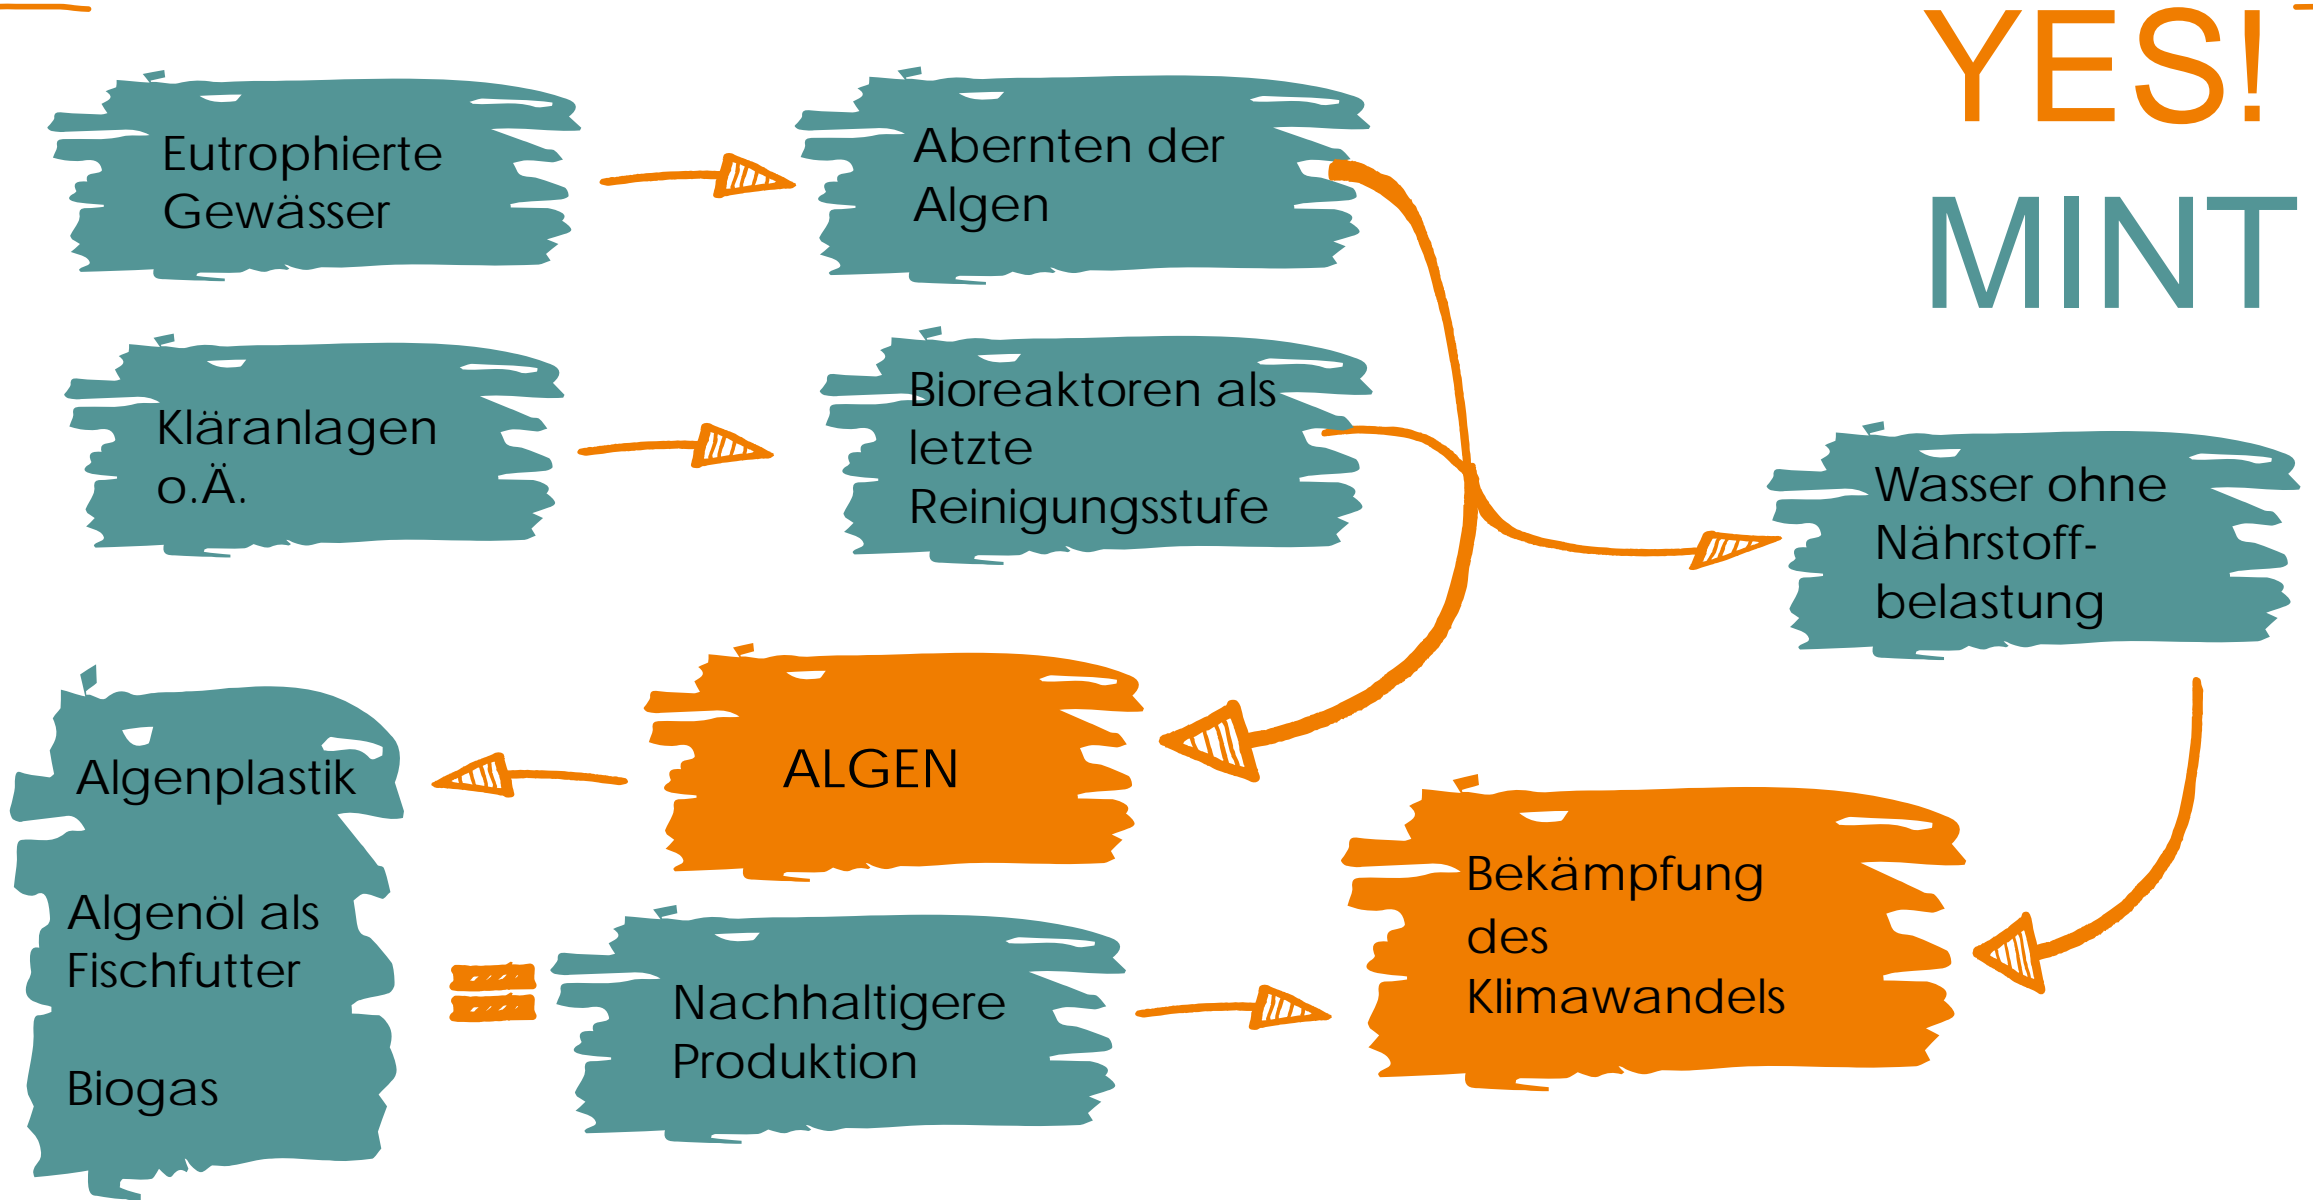 YES!
MINT
Eutrophierte
Gewässer
Abernten der
Algen
Kläranlagen
o.Ä.
Bioreaktoren als
letzte
Reinigungsstufe
Wasser ohne
Nährstoff-
belastung
ALGEN
Algenplastik
Algenöl als
Fischfutter
Biogas
=
Nachhaltigere
Produktion
Bekämpfung
des
Klimawandels